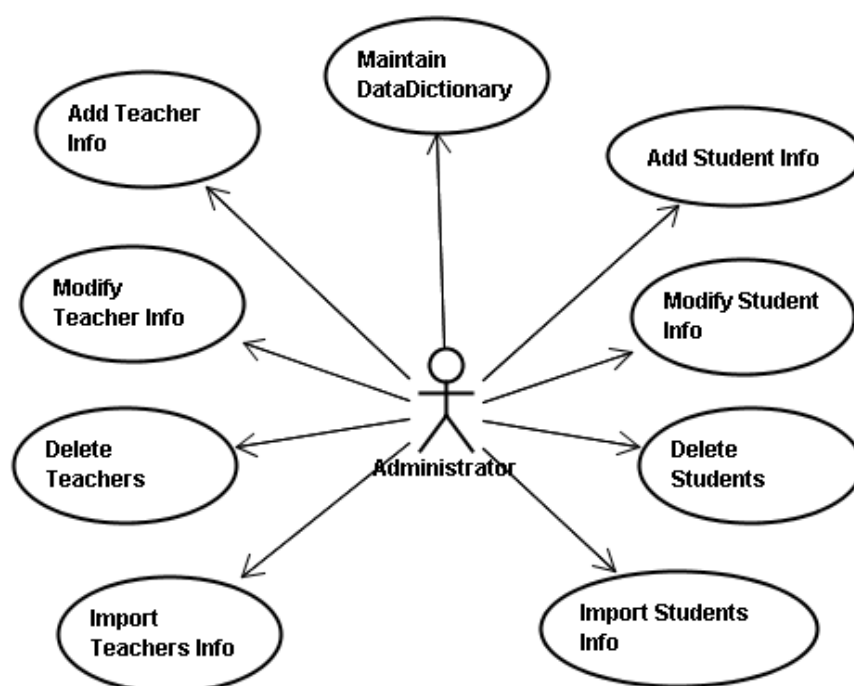 Maintain
DataDictionary
Add Teacher
Info
Add Student Info
Modify
Teacher Info
Modify Student
Info
Delete
Teachers
Administrator
Delete
Students
Import
Teachers Info
Import Students
Info